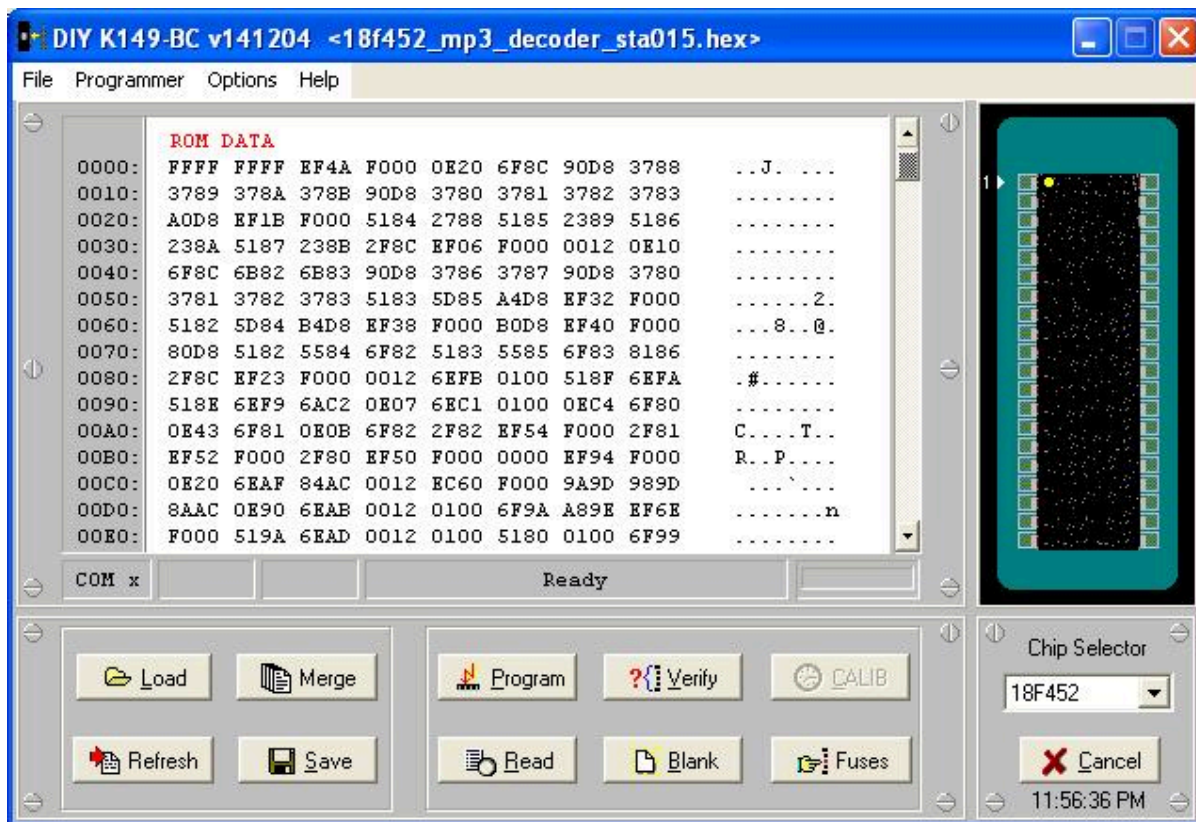 DIY K149-BC v141204 <18f452_mp3_decoder_sta015.hex>
File Programmer Options Help
ROM DATA
0000: FFFF FFFF EF4A F000 0E20 6F8C 90D8 3788 ..J. ....
0010: 3789 378A 378B 90D8 3780 3781 3782 3783 ........
0020: A0D8 EF1B F000 5184 2788 5185 2389 5186 ........
0030: 238A 5187 238B 2F8C EF06 F000 0012 0E10 ........
0040: 6F8C 6B82 6B83 90D8 3786 3787 90D8 3780 ........
0050: 3781 3782 3783 5183 5D85 A4D8 EF32 F000 ......2.
0060: 5182 5D84 B4D8 EF38 F000 B0D8 EF40 F000 ...8..@.
0070: 80D8 5182 5584 6F82 5183 5585 6F83 8186 ........
0080: 2F8C EF23 F000 0012 6EFB 0100 518F 6EFA .#......
0090: 518E 6EF9 6AC2 0E07 6EC1 0100 0EC4 6F80 ........
00A0: 0E43 6F81 0E0B 6F82 2F82 EF54 F000 2F81 C....T..
00B0: EF52 F000 2F80 EF50 F000 0000 EF94 F000 R..P....
00C0: 0E20 6EAF 84AC 0012 EC60 F000 9A9D 989D ...`...
00D0: 8AAC 0E90 6EAB 0012 0100 6F9A A89E EF6E .......n
00E0: F000 519A 6EAD 0012 0100 5180 0100 6F99 ........
1
COM x Ready
Load Merge Program Verify CALIB
Refresh Save Read Blank Fuses
Chip Selector
18F452
Cancel
11:56:36 PM